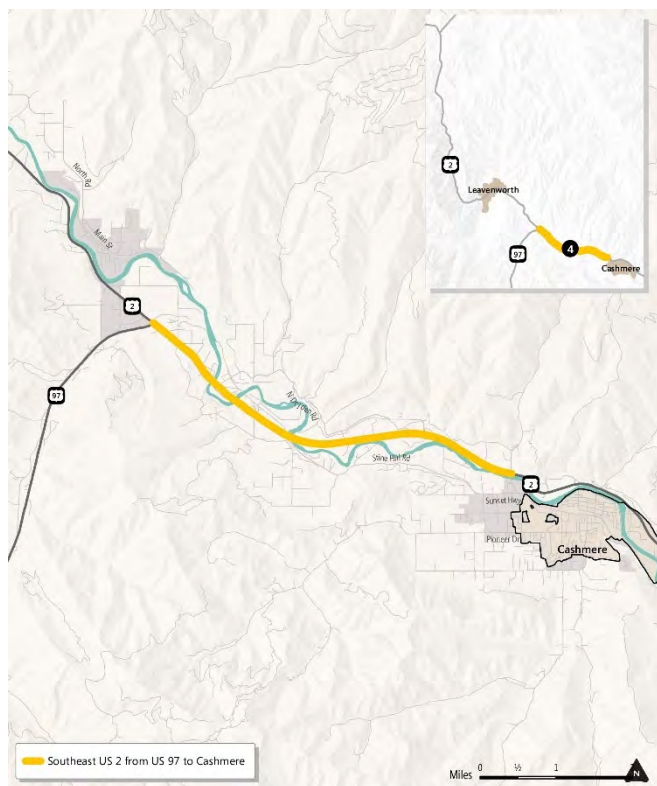 2
Leavenworth
97
4
Cashmere
North Rd
Main St
2
97
N Dryden Rd
Stine Hill Rd
2
Sunset Hwy
Pioneer Dr
Cashmere
Southeast US 2 from US 97 to Cashmere
Miles 0 ½ 1
N